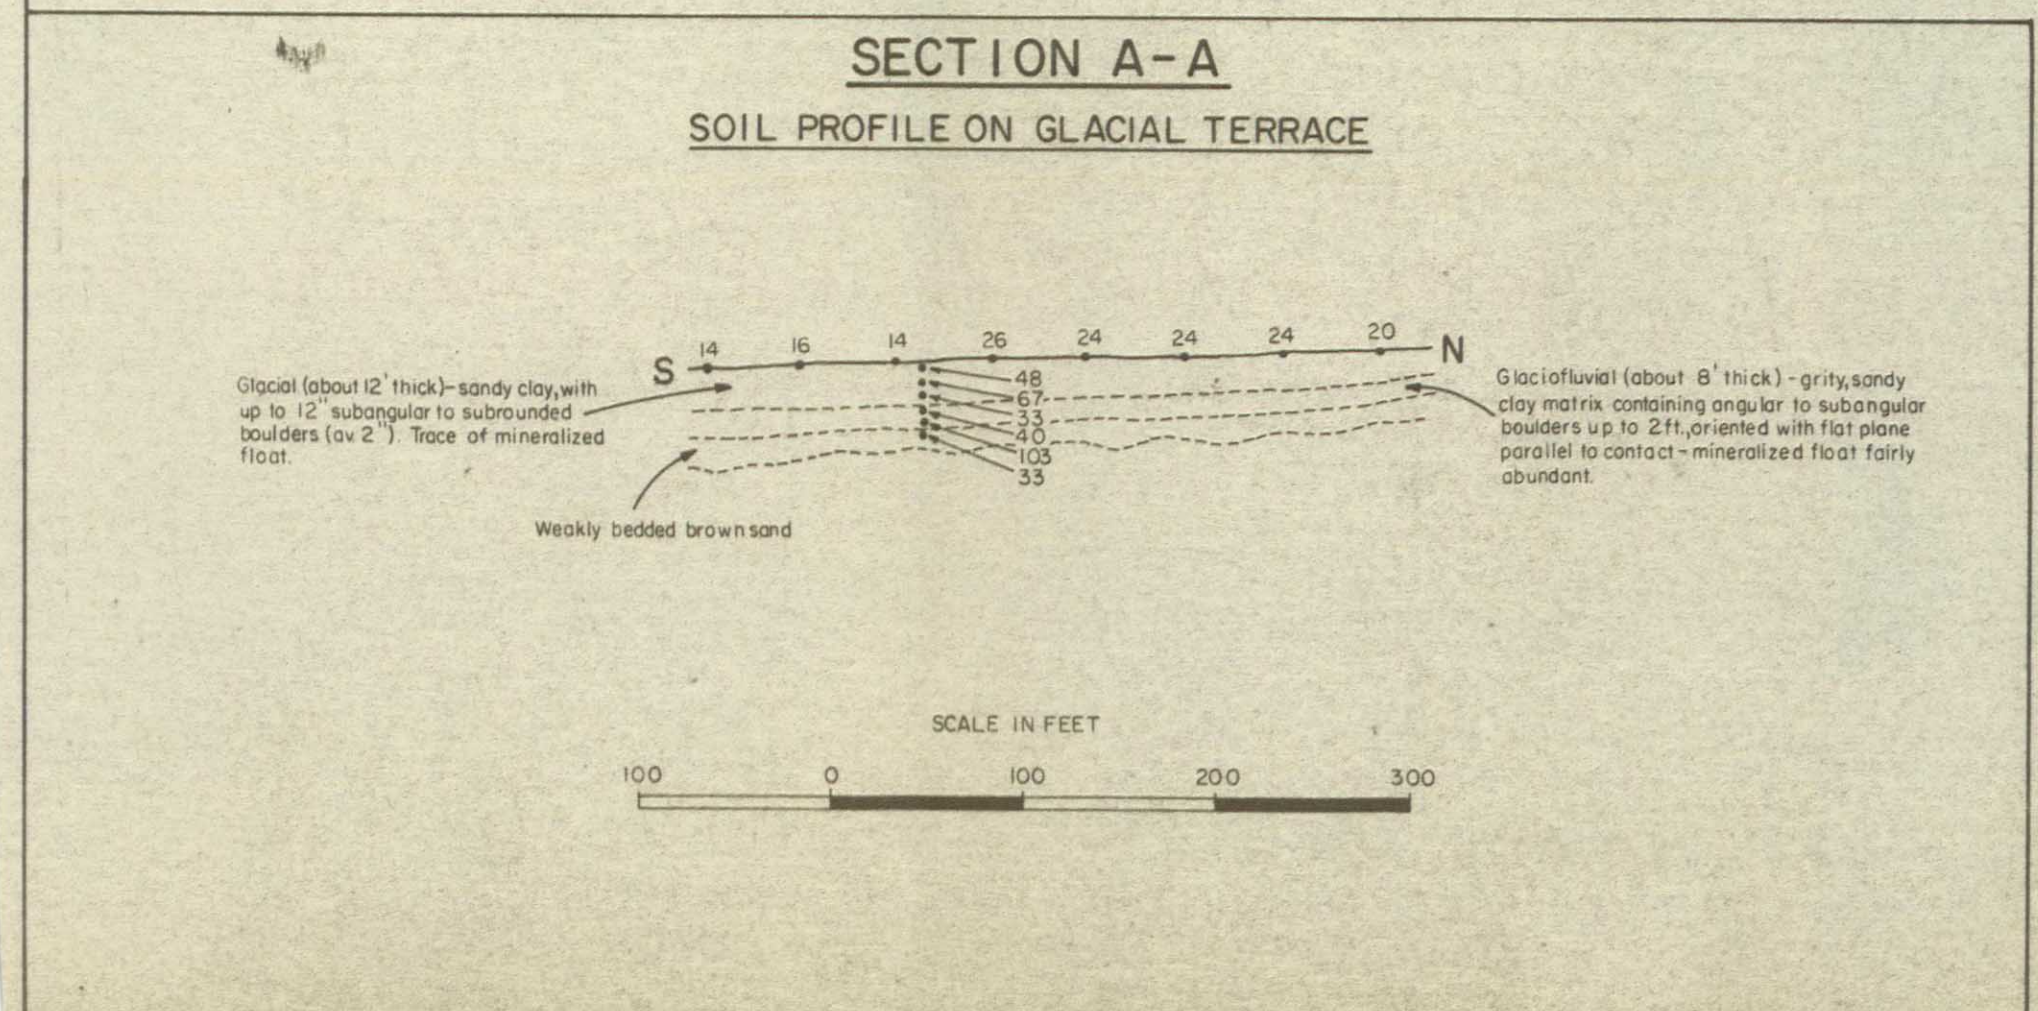 SECTION A-A
SOIL PROFILE ON GLACIAL TERRACE
14 16 14 26 24 24 24 20
S N
48
67
33
40
103
33
Glacial (about 12' thick)-sandy clay, with
up to 12" subangular to subrounded
boulders (av. 2"). Trace of mineralized
float.
Glaciofluvial (about 8' thick) - grity, sandy
clay matrix containing angular to subangular
boulders up to 2ft., oriented with flat plane
parallel to contact - mineralized float fairly
abundant.
Weakly bedded brown sand
SCALE IN FEET
100 0 100 200 300